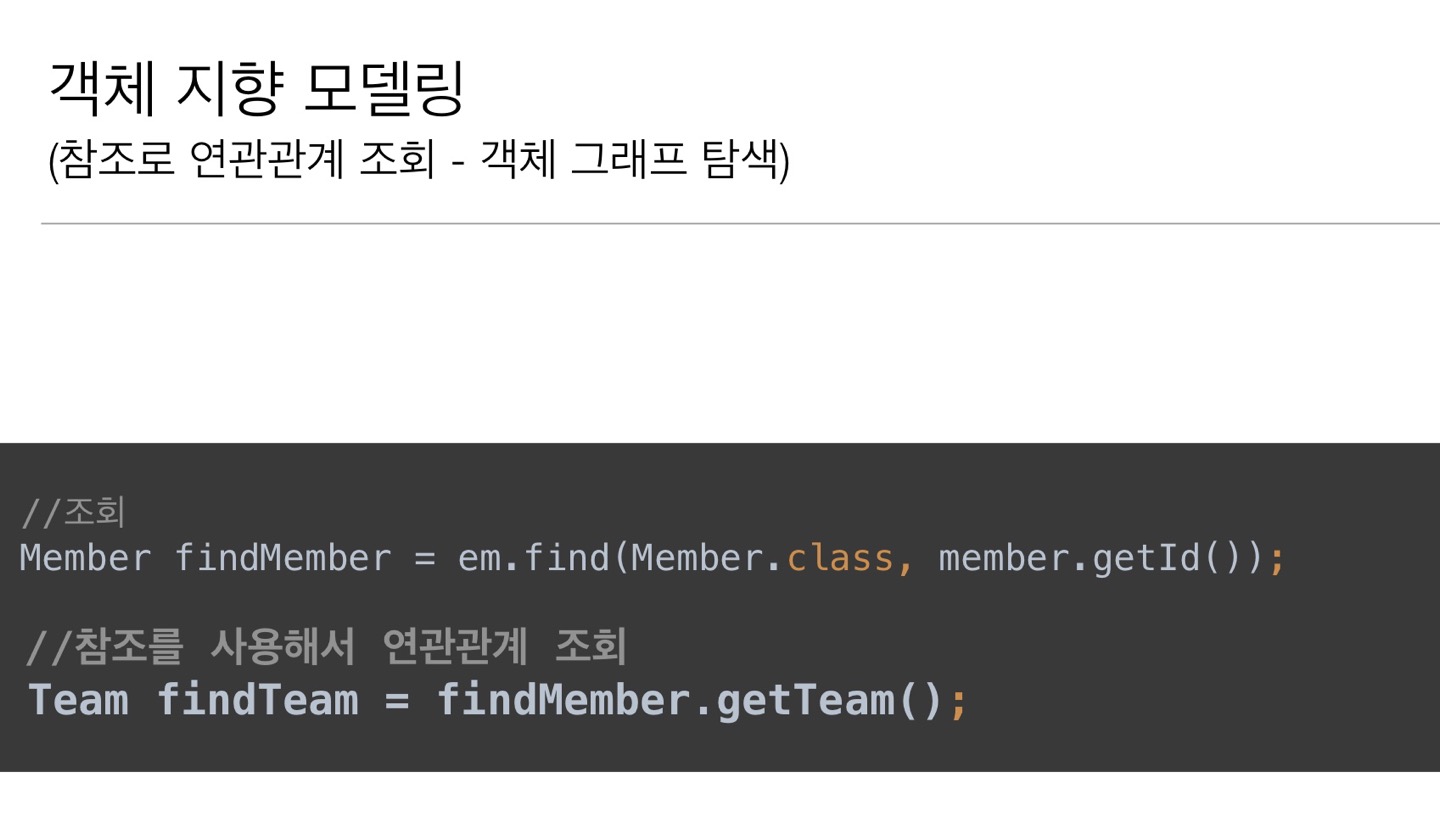 객체 지향 모델링
(참조로 연관관계 조회 - 객체 그래프 탐색)
//조회
Member findMember = em.find(Member.class, member.getId());
//참조를 사용해서 연관관계 조회
Team findTeam = findMember.getTeam();